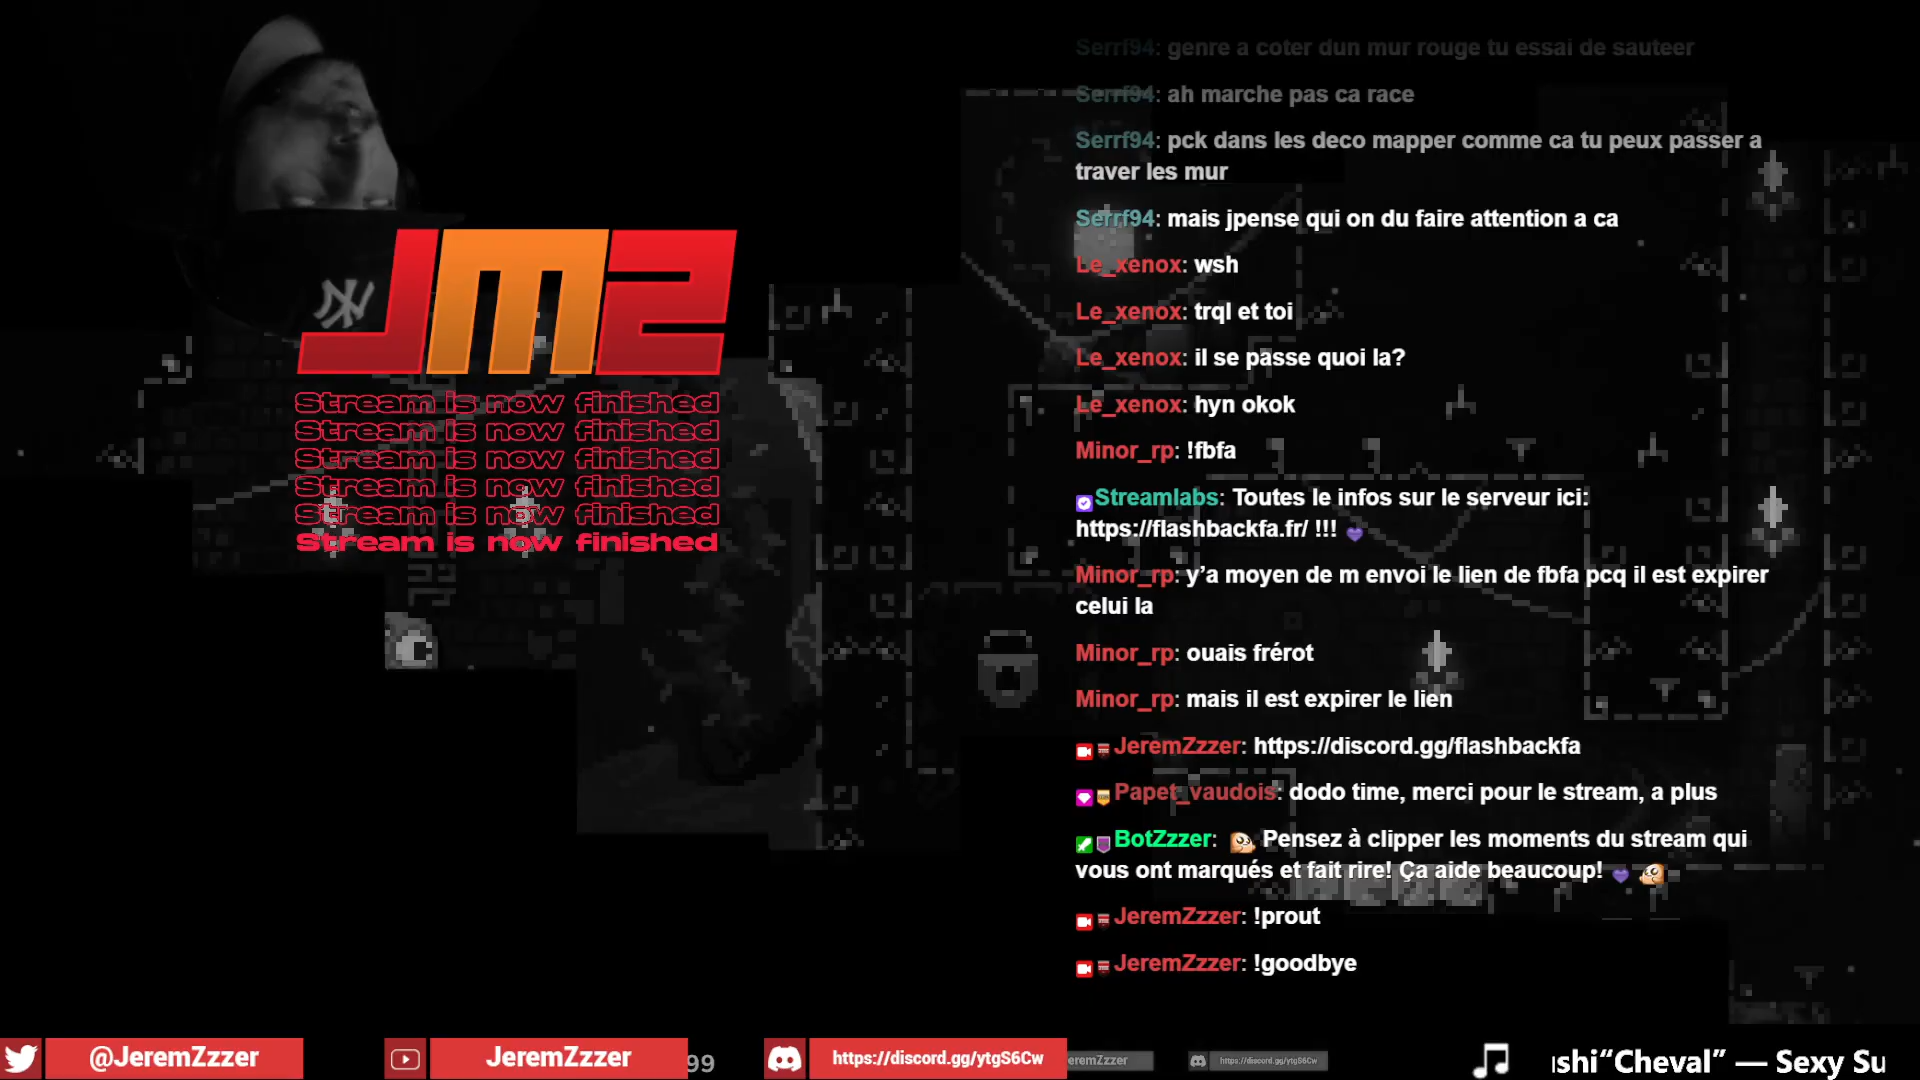 Serrf94: genre a coter dun mur rouge tu essai de sauteer
Serrf94: ah marche pas ca race
Serrf94: pck dans les deco mapper comme ca tu peux passer a
traver les mur
Serrf94: mais jpense qui on du faire attention a ca
Le_xenox: wsh
Le_xenox: trql et toi
Le_xenox: il se passe quoi la?
Le_xenox: hyn okok
Minor_rp: !fbfa
Streamlabs: Toutes le infos sur le serveur ici:
https://flashbackfa.fr/ !!! 💜
Minor_rp: y’a moyen de m envoi le lien de fbfa pcq il est expirer
celui la
Minor_rp: ouais frérot
Minor_rp: mais il est expirer le lien
JeremZzzer: https://discord.gg/flashbackfa
Papet_vaudois: dodo time, merci pour le stream, a plus
BotZzzer: Pensez à clipper les moments du stream qui
vous ont marqués et fait rire! Ça aide beaucoup! 💜
JeremZzzer: !prout
JeremZzzer: !goodbye
NY
JM2
Stream is now finished
Stream is now finished
Stream is now finished
Stream is now finished
Stream is now finished
Stream is now finished
@JeremZzzer
JeremZzzer
99
https://discord.gg/ytgS6Cw
eremZzzer
https://discord.gg/ytgS6Cw
shi“Cheval” — Sexy Su